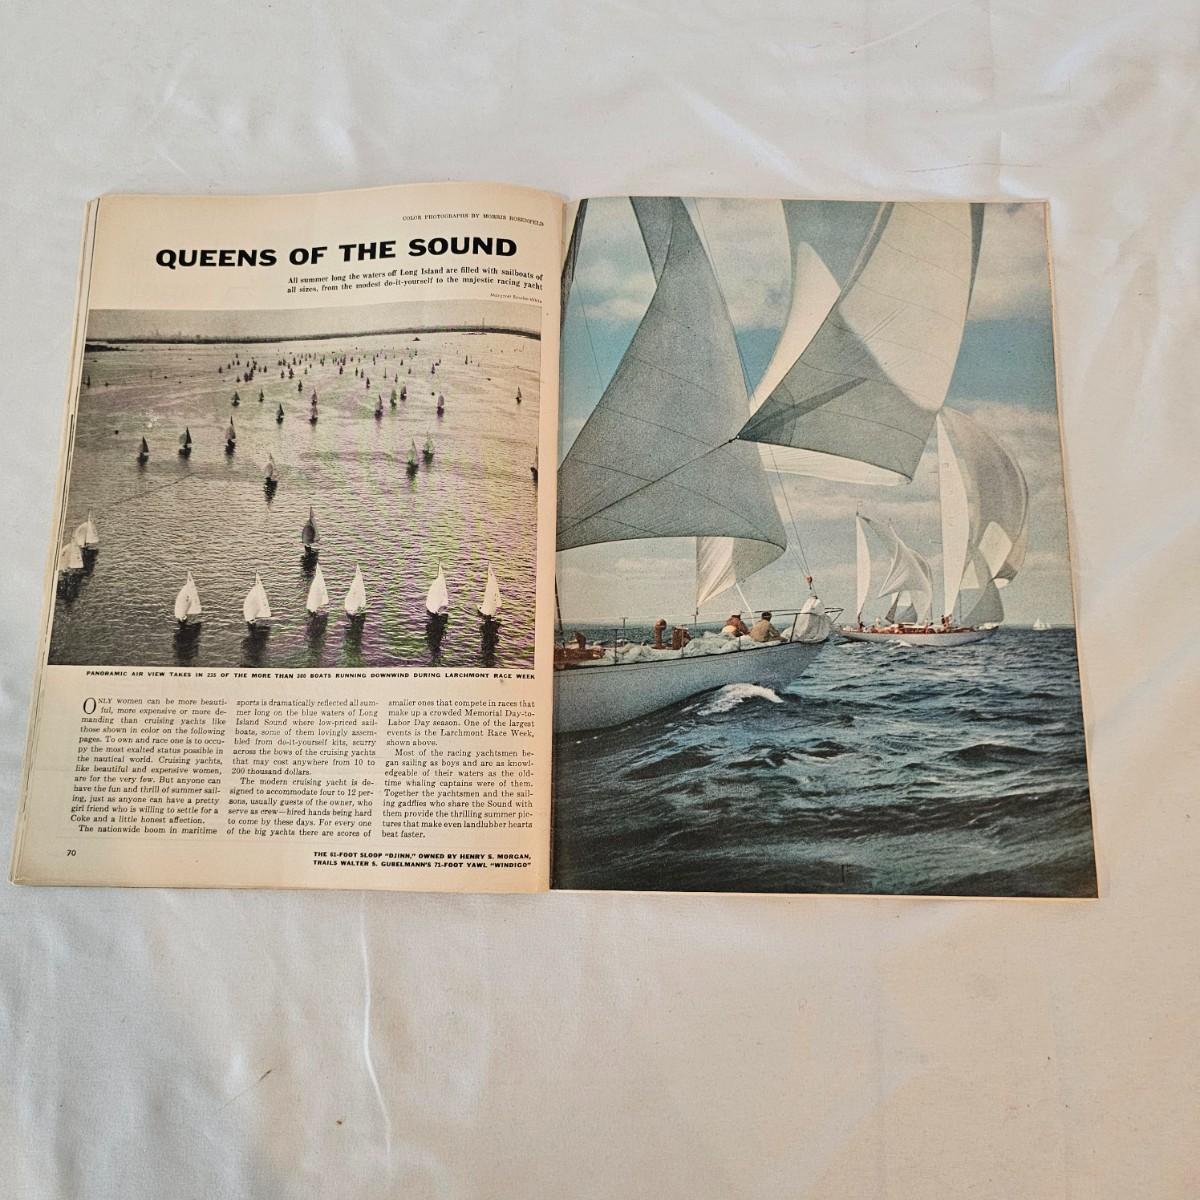 COLOR PHOTOGRAPHS BY MORRIS ROSENFELD
QUEENS OF THE SOUND
All summer long the waters off Long Island are filled with sailboats of
all sizes, from the modest do-it-yourself to the majestic racing yacht
Margaret Bourke-White
PANORAMIC AIR VIEW TAKES IN 235 OF THE MORE THAN 300 BOATS RUNNING DOWNWIND DURING LARCHMONT RACE WEEK
ONLY women can be more beauti-
ful, more expensive or more de-
manding than cruising yachts like
those shown in color on the following
pages. To own and race one is to occu-
py the most exalted status possible in
the nautical world. Cruising yachts,
like beautiful and expensive women,
are for the very few. But anyone can
have the fun and thrill of summer sail-
ing, just as anyone can have a pretty
girl friend who is willing to settle for a
Coke and a little honest affection.
The nationwide boom in maritime
sports is dramatically reflected all sum-
mer long on the blue waters of Long
Island Sound where low-priced sail-
boats, some of them lovingly assem-
bled from do-it-yourself kits, scurry
across the bows of the cruising yachts
that may cost anywhere from 10 to
200 thousand dollars.
The modern cruising yacht is de-
signed to accommodate four to 12 per-
sons, usually guests of the owner, who
serve as crew—hired hands being hard
to come by these days. For every one
of the big yachts there are scores of
smaller ones that compete in races that
make up a crowded Memorial Day-to-
Labor Day season. One of the largest
events is the Larchmont Race Week,
shown above.
Most of the racing yachtsmen be-
gan sailing as boys and are as knowl-
edgeable of their waters as the old-
time whaling captains were of them.
Together the yachtsmen and the sail-
ing gadflies who share the Sound with
them provide the thrilling summer pic-
tures that make even landlubber hearts
beat faster.
70
THE 61-FOOT SLOOP "DJINN," OWNED BY HENRY S. MORGAN,
TRAILS WALTER S. GUBELMANN'S 71-FOOT YAWL "WINDIGO"